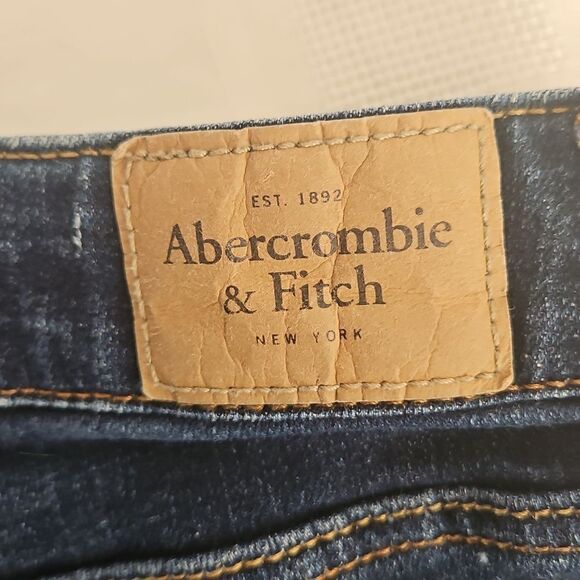 EST. 1892
Abercrombie
& Fitch
NEW YORK